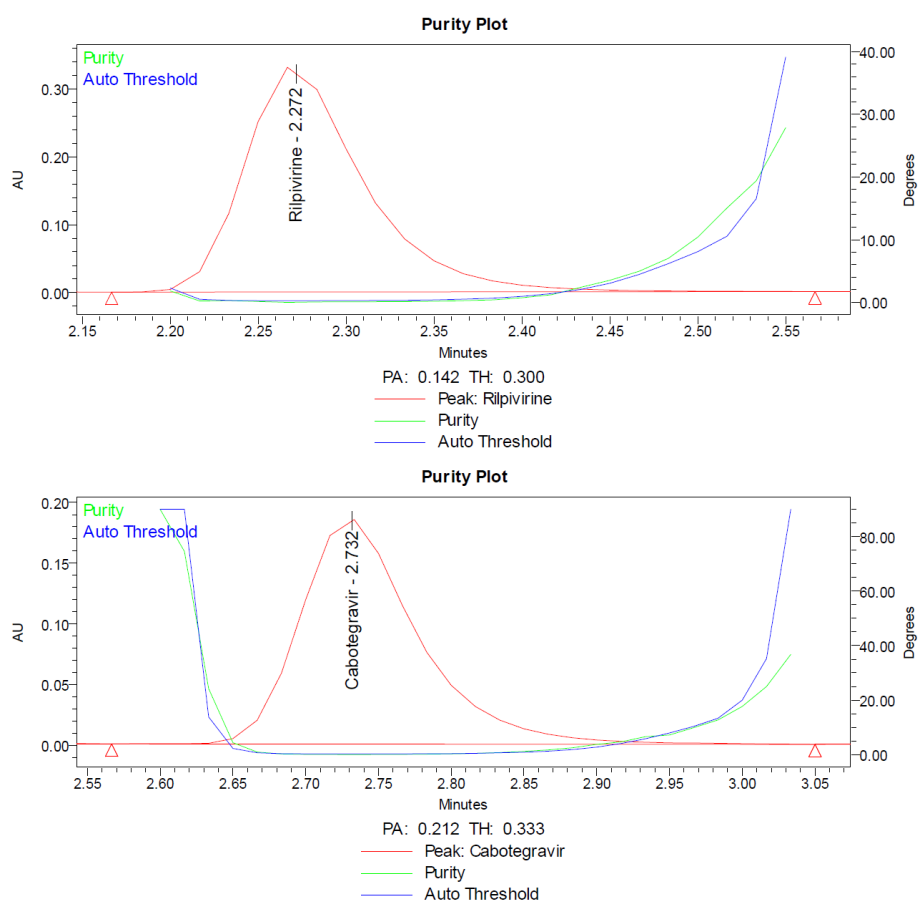 Purity Plot
Purity
Auto Threshold
AU
0.30
0.20
0.10
0.00
Rilpivirine - 2.272
40.00
30.00
20.00
10.00
0.00
Degrees
2.15 2.20 2.25 2.30 2.35 2.40 2.45 2.50 2.55
Minutes
PA: 0.142 TH: 0.300
Peak: Rilpivirine
Purity
Auto Threshold
Purity Plot
Purity
Auto Threshold
AU
0.20
0.15
0.10
0.05
0.00
Cabotegravir - 2.732
80.00
60.00
40.00
20.00
0.00
Degrees
2.55 2.60 2.65 2.70 2.75 2.80 2.85 2.90 2.95 3.00 3.05
Minutes
PA: 0.212 TH: 0.333
Peak: Cabotegravir
Purity
Auto Threshold